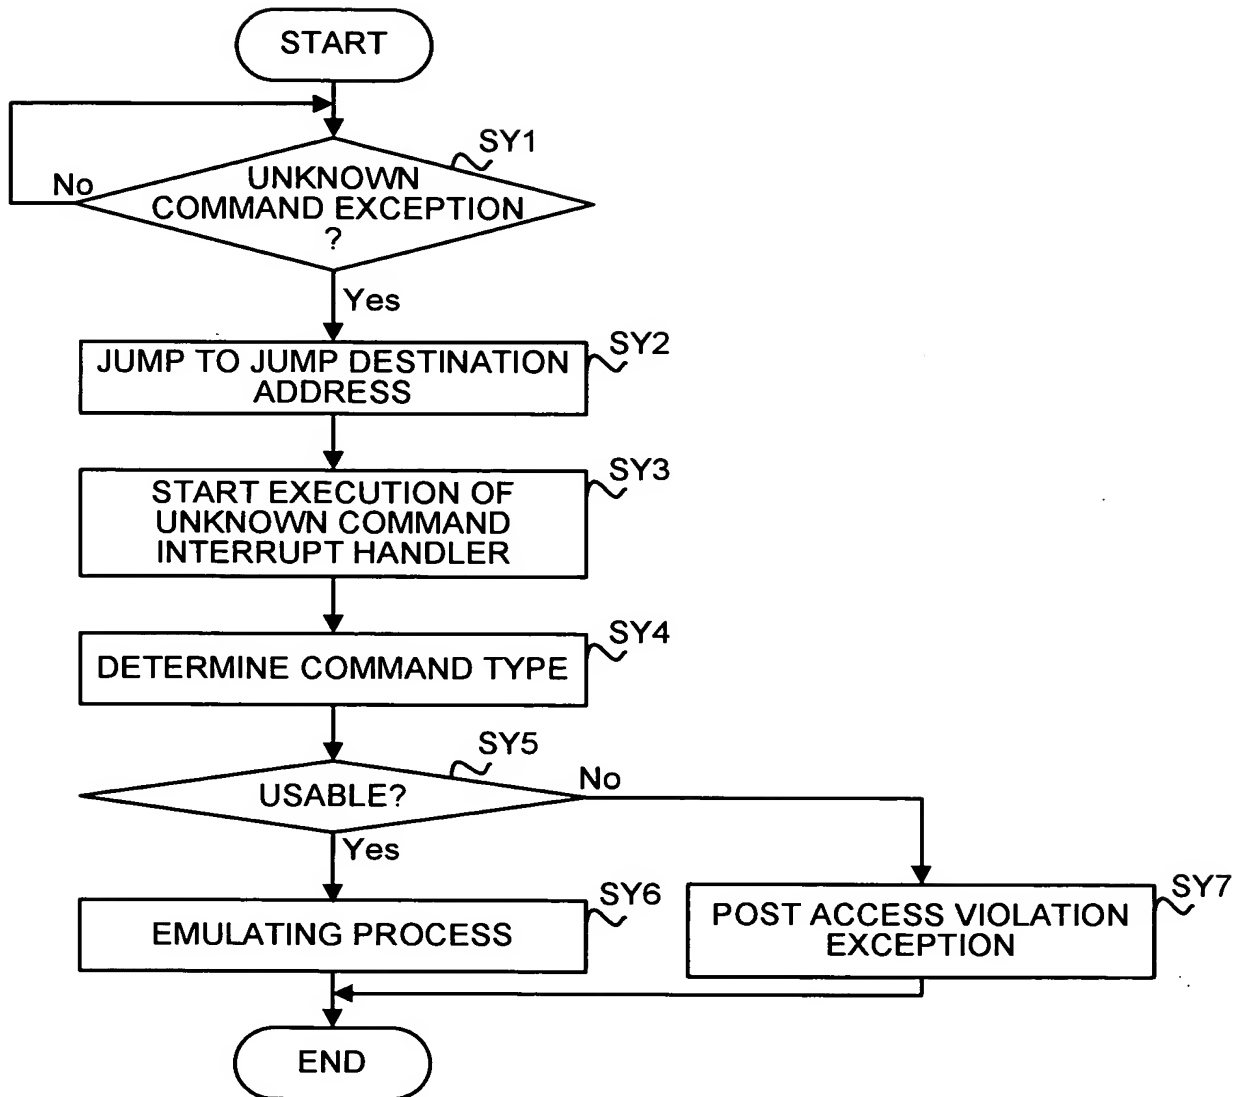 START
SY1
No
UNKNOWN
COMMAND EXCEPTION
?
Yes
SY2
JUMP TO JUMP DESTINATION
ADDRESS
SY3
START EXECUTION OF
UNKNOWN COMMAND
INTERRUPT HANDLER
SY4
DETERMINE COMMAND TYPE
SY5
USABLE?
No
Yes
SY6
EMULATING PROCESS
SY7
POST ACCESS VIOLATION
EXCEPTION
END